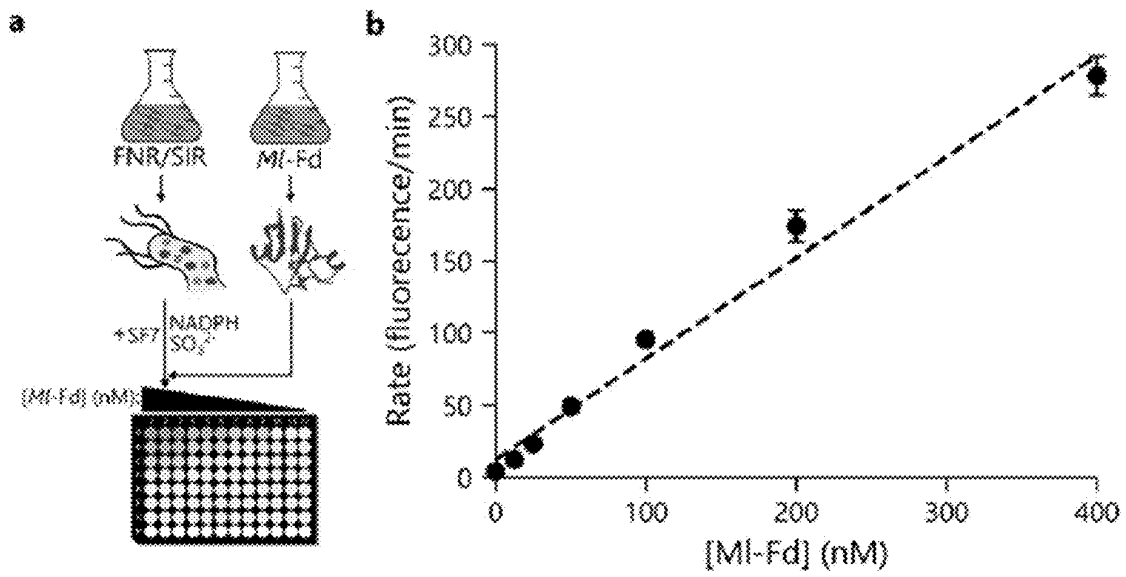 a
FNR/SIR
Ml-Fd
+SF7
NADPH
SO₃²⁻
[Ml-Fd] (nM):
b
Rate (fluorecence/min)
300
250
200
150
100
50
0
0
100
200
300
400
[Ml-Fd] (nM)